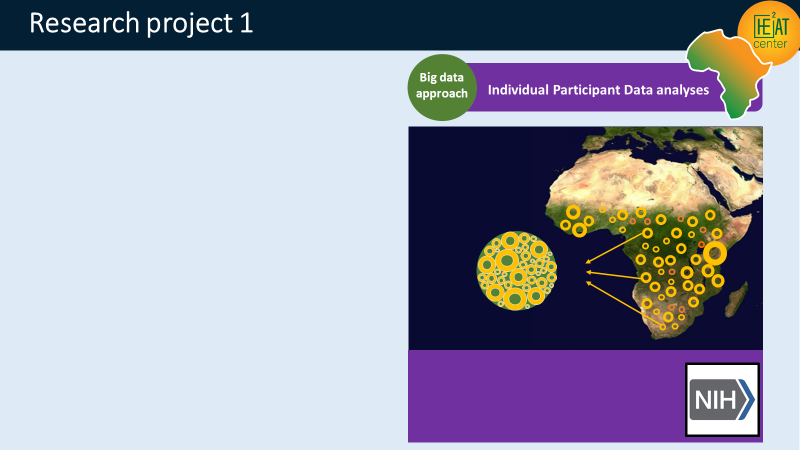 Research project 1
HE2AT
center
Big data
approach
Individual Participant Data analyses
NIH